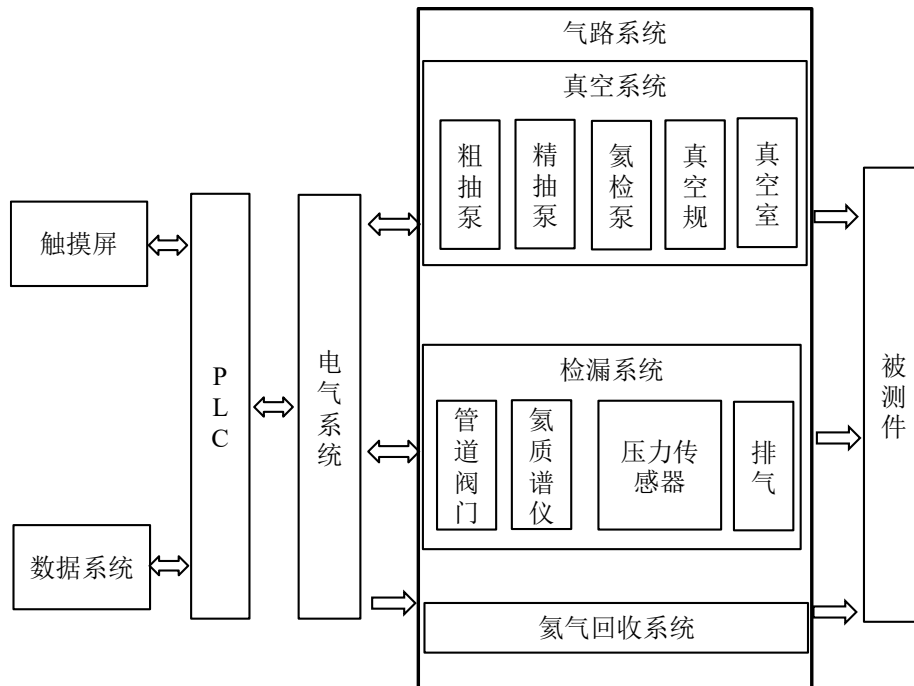 气路系统
真空系统
粗抽泵
精抽泵
氦检泵
真空规
真空室
触摸屏
PLC
电气系统
检漏系统
管道阀门
氦质谱仪
压力传
感器
排气
被测件
数据系统
氦气回收系统